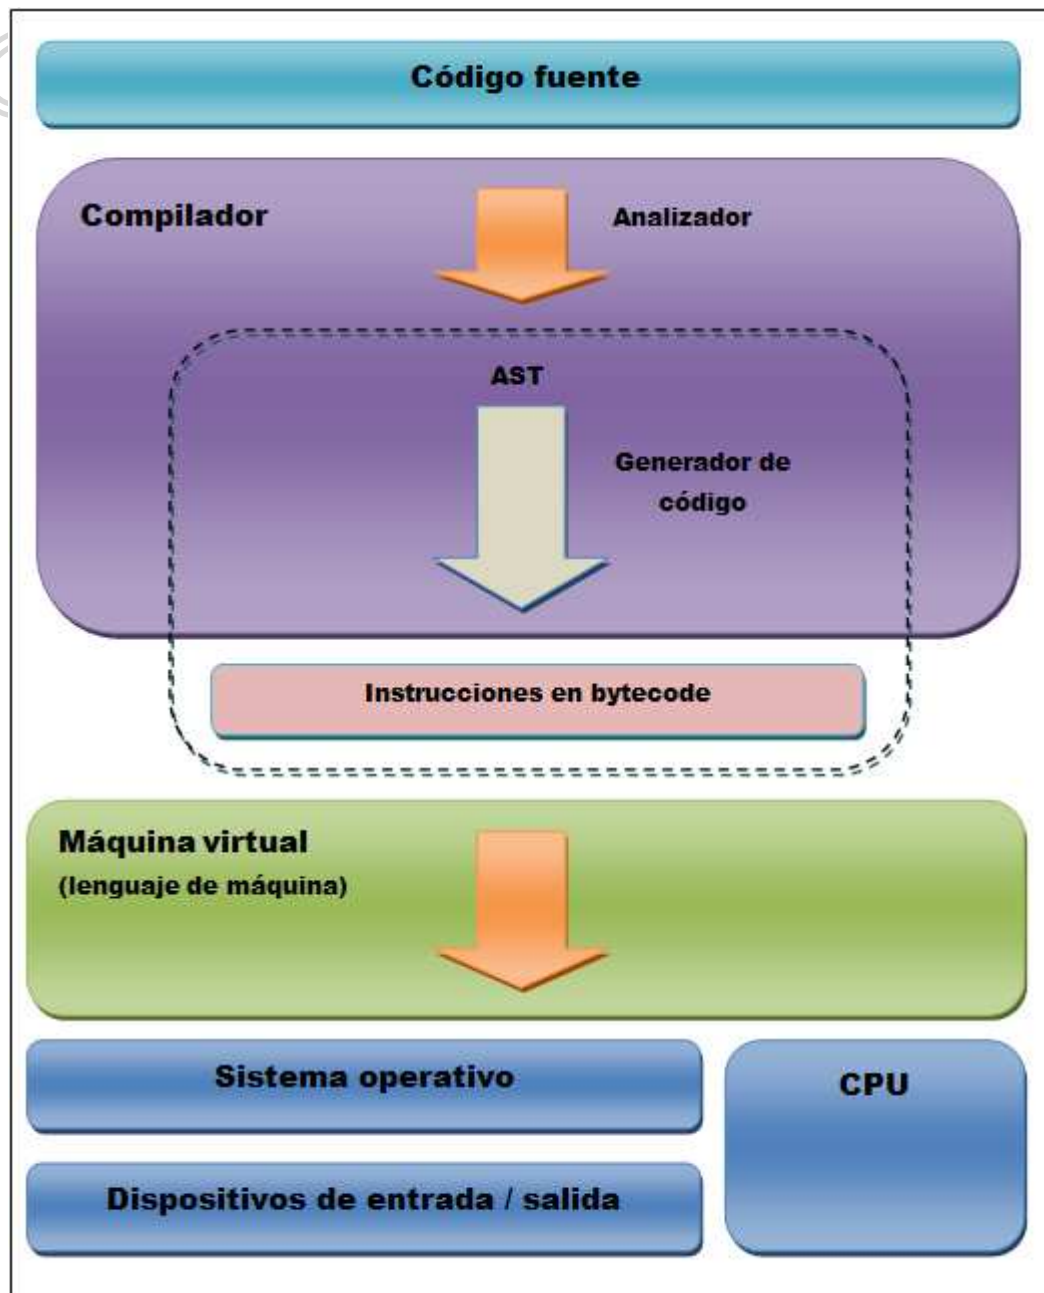 Código fuente
Compilador
Analizador
AST
Generador de
código
Instrucciones en bytecode
Máquina virtual
(lenguaje de máquina)
Sistema operativo
CPU
Dispositivos de entrada / salida